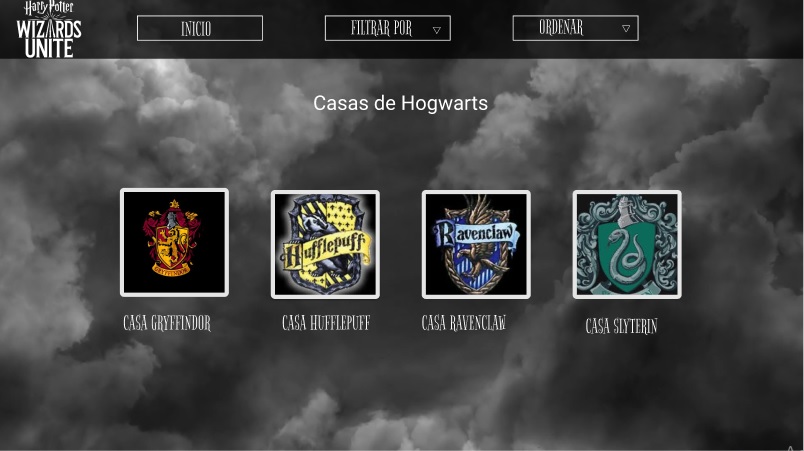 Harry Potter
WIZARDS
UNITE
INICIO
FILTRAR POR
ORDENAR
Casas de Hogwarts
GRYFFINDOR
Hufflepuff
Ravenclaw
CASA GRYFFINDOR
CASA HUFFLEPUFF
CASA RAVENCLAW
CASA SLYTERIN